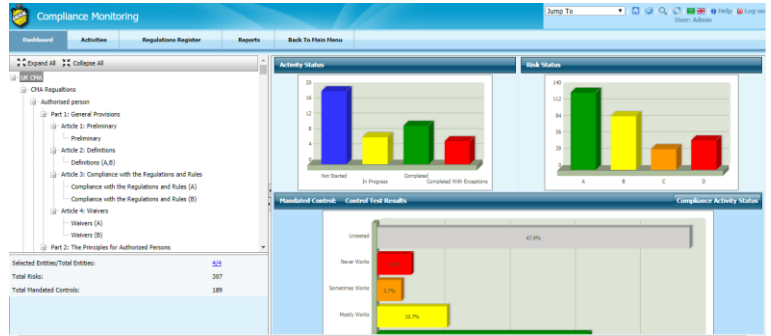 Compliance Monitoring
Jump To
Help
Log out
User: Admin
Dashboard Activities Regulations Register Reports Back To Main Menu
Expand All Collapse All
UK CMA
CMA Regualtions
Authorised person
Part 1: General Provisions
Article 1: Preliminary
Preliminary
Article 2: Definitions
Definitions (A,B)
Article 3: Compliance with the Regulations and Rules
Compliance with the Regulations and Rules (A)
Compliance with the Regulations and Rules (B)
Article 4: Waivers
Waivers (A)
Waivers (B)
Part 2: The Principles for Authorized Persons
Selected Entities/Total Entities: 4/4
Total Risks: 307
Total Mandated Controls: 189
Activity Status
20
16
12
8
4
Not Started
In Progress
Completed
Completed With Exceptions
Risk Status
140
112
84
56
28
A B C D
Mandated Control: Control Test Results Compliance Activity Status
Untested 47.9%
Never Works
Sometimes Works 3.7%
Mostly Works 10.7%